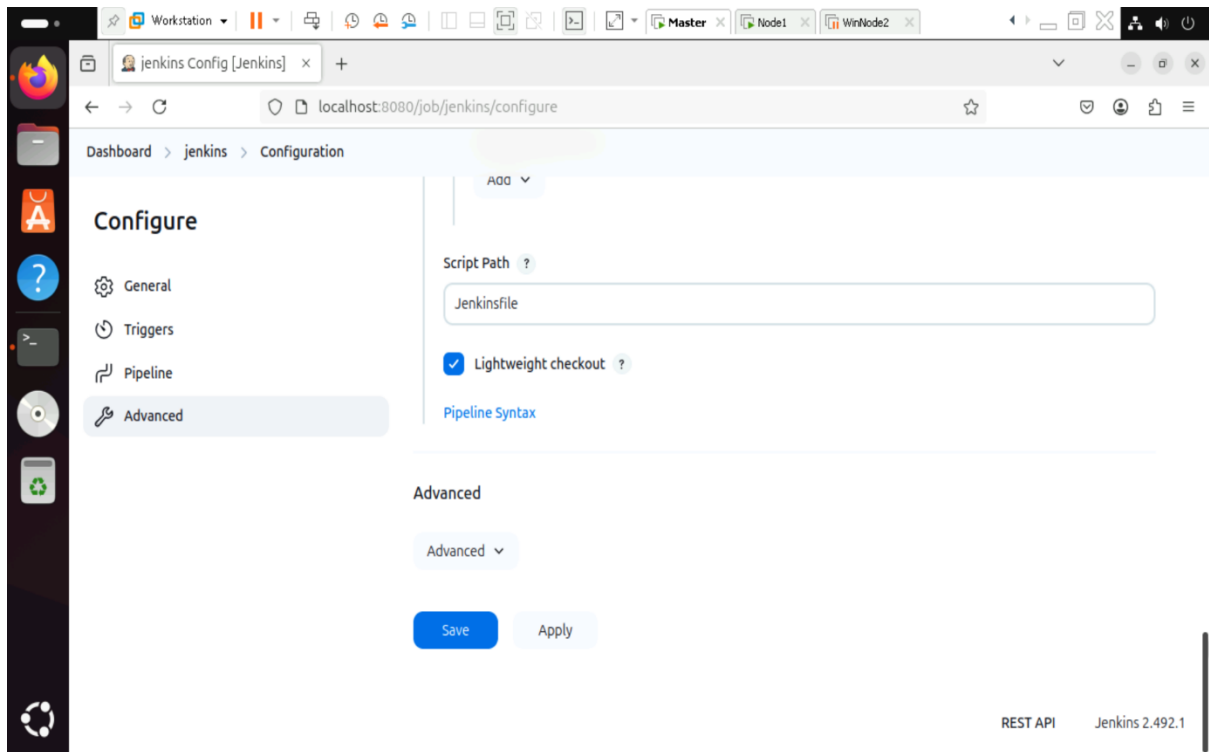 Workstation
Master
Node1
WinNode2
jenkins Config [Jenkins]
localhost:8080/job/jenkins/configure
Dashboard > jenkins > Configuration
Add
Configure
General
Triggers
Pipeline
Advanced
Script Path ?
Jenkinsfile
Lightweight checkout ?
Pipeline Syntax
Advanced
Advanced
Save
Apply
REST API
Jenkins 2.492.1